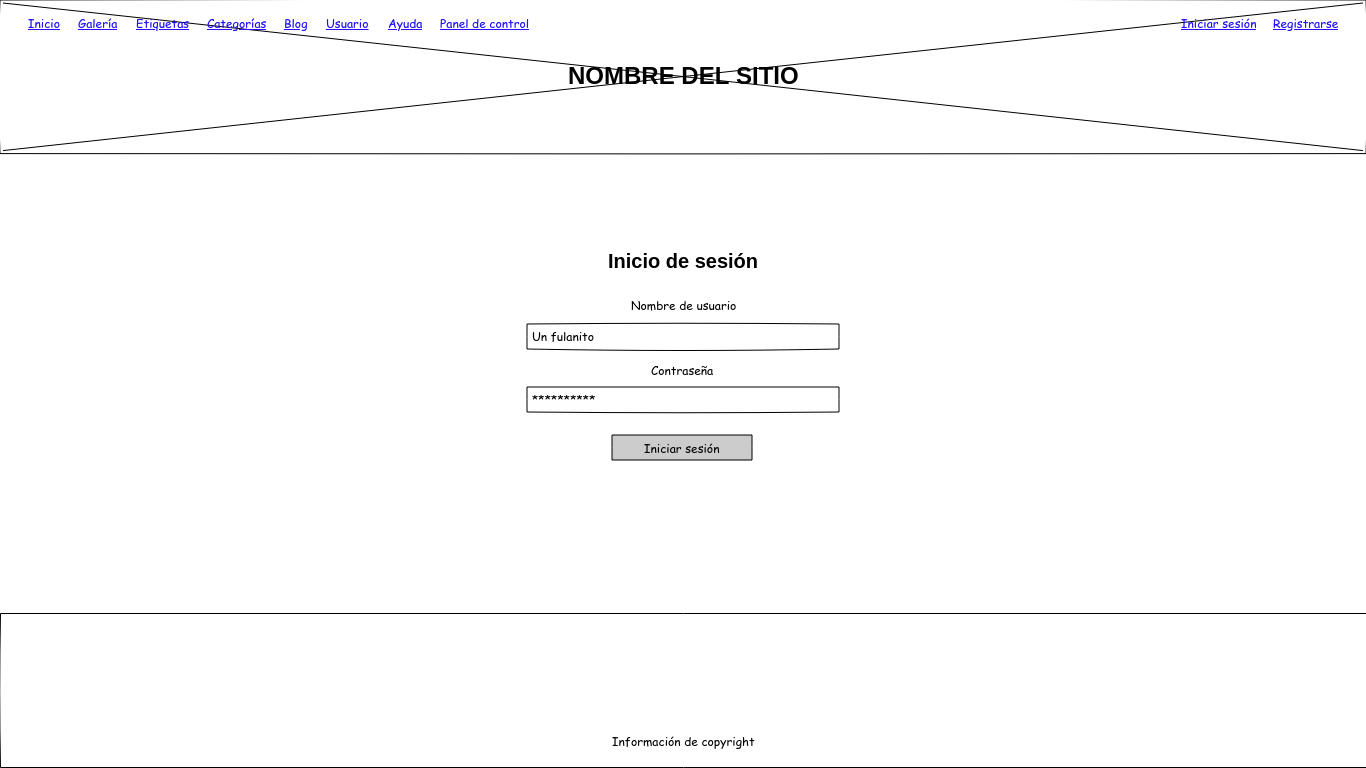 Inicio Galería Etiquetas Categorías Blog Usuario Ayuda Panel de control Iniciar sesión Registrarse
NOMBRE DEL SITIO
Inicio de sesión
Nombre de usuario
Un fulanito
Contraseña
**********
Iniciar sesión
Información de copyright